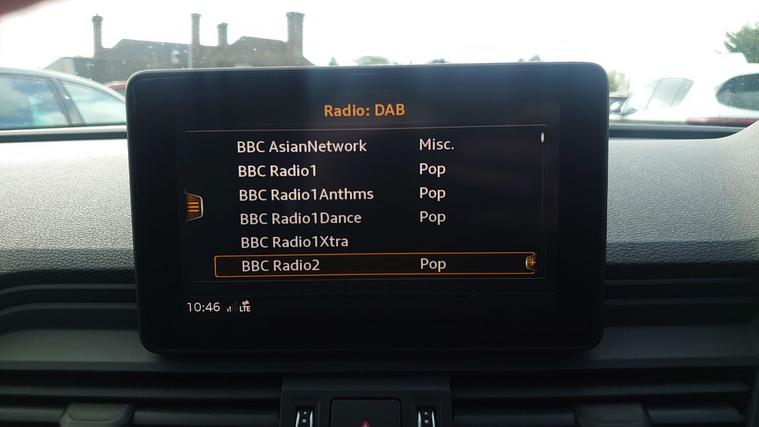 Radio: DAB
BBC AsianNetwork Misc.
BBC Radio1 Pop
BBC Radio1Anthms Pop
BBC Radio1Dance Pop
BBC Radio1Xtra
BBC Radio2 Pop
10:46 LTE